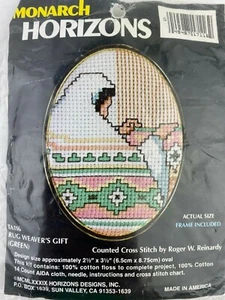 MONARCH
HORIZONS
TA196
RUG WEAVER'S GIFT
(GREEN)
ACTUAL SIZE
FRAME INCLUDED
Counted Cross Stitch by Roger W. Reinardy
Design size approximately 2½" x 3½" (6.5cm x 8.75cm) oval
This kit contains: 100% cotton floss to complete project, 100% Cotton
14 Count AIDA cloth, needle, instructions and cross stitch chart.
©MCMLXXXIX HORIZONS DESIGNS, INC.
P.O. BOX 1639, SUN VALLEY, CA 91353-1639
MADE IN AMERICA